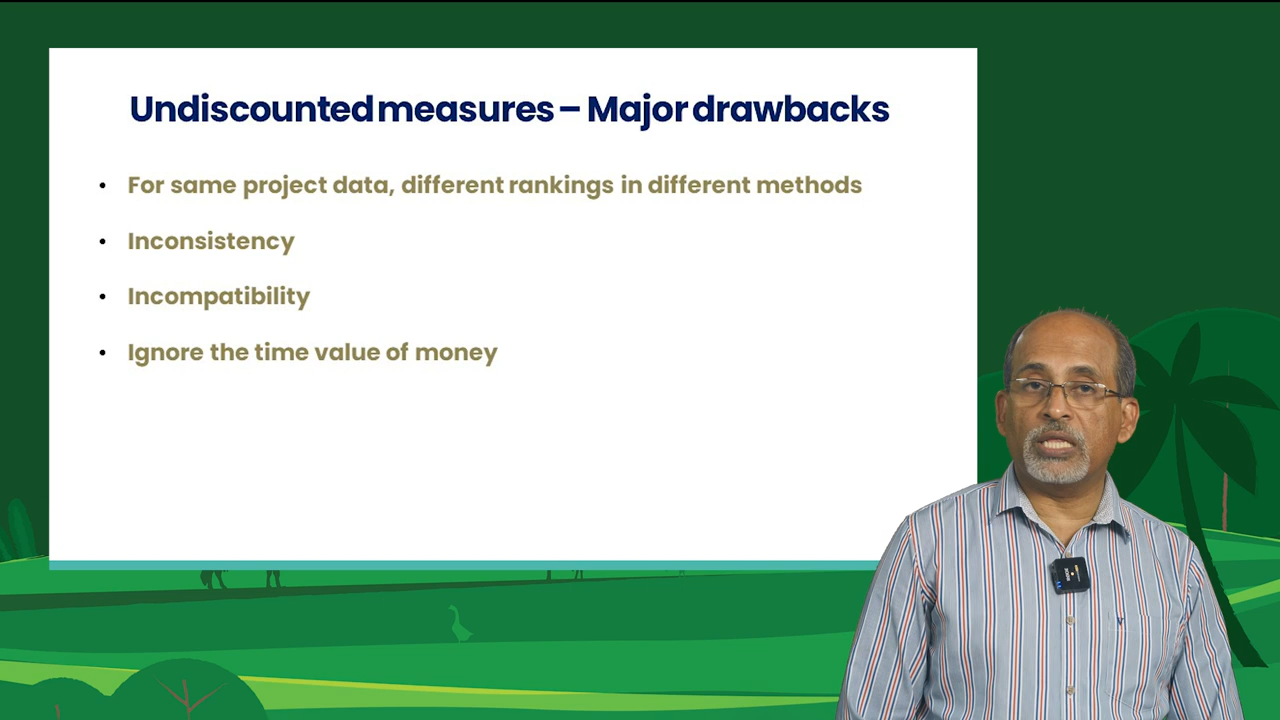 Undiscounted measures – Major drawbacks
• For same project data, different rankings in different methods
• Inconsistency
• Incompatibility
• Ignore the time value of money